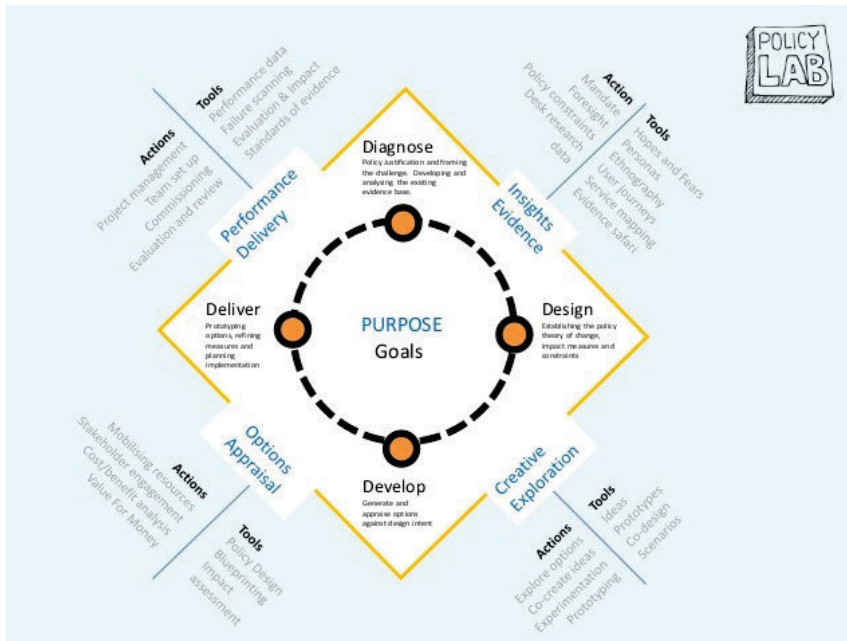 POLICY
LAB
Actions
Project management
Team set up
Commissioning
Evaluation and review
Tools
Performance data
Failure scanning
Evaluation & Impact
Standards of evidence
Performance
Delivery
Diagnose
Policy Justification and framing
the challenge. Developing and
analysing the existing
evidence base.
Action
Mandate
Foresight
Policy constraints
Desk research
data
Tools
Hopes and Fears
Personas
Ethnography
User journeys
Service mapping
Evidence safari
Insights
Evidence
Deliver
Prototyping
options, refining
measures and
planning
implementation
PURPOSE
Goals
Design
Establishing the policy
theory of change,
impact measures and
constraints
Develop
Generate and
appraise options
against design intent
Options
Appraisal
Actions
Mobilising resources
Stakeholder engagement
Cost/benefit analysis
Value For Money
Tools
Policy Design
Blueprinting
Impact
assessment
Creative
Exploration
Actions
Explore options
Co-create ideas
Experimentation
Prototyping
Tools
Ideas
Prototypes
Co-design
Scenarios